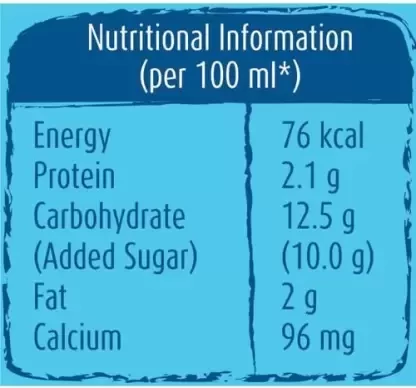 Nutritional Information
(per 100 ml*)
Energy 76 kcal
Protein 2.1 g
Carbohydrate 12.5 g
(Added Sugar) (10.0 g)
Fat 2 g
Calcium 96 mg